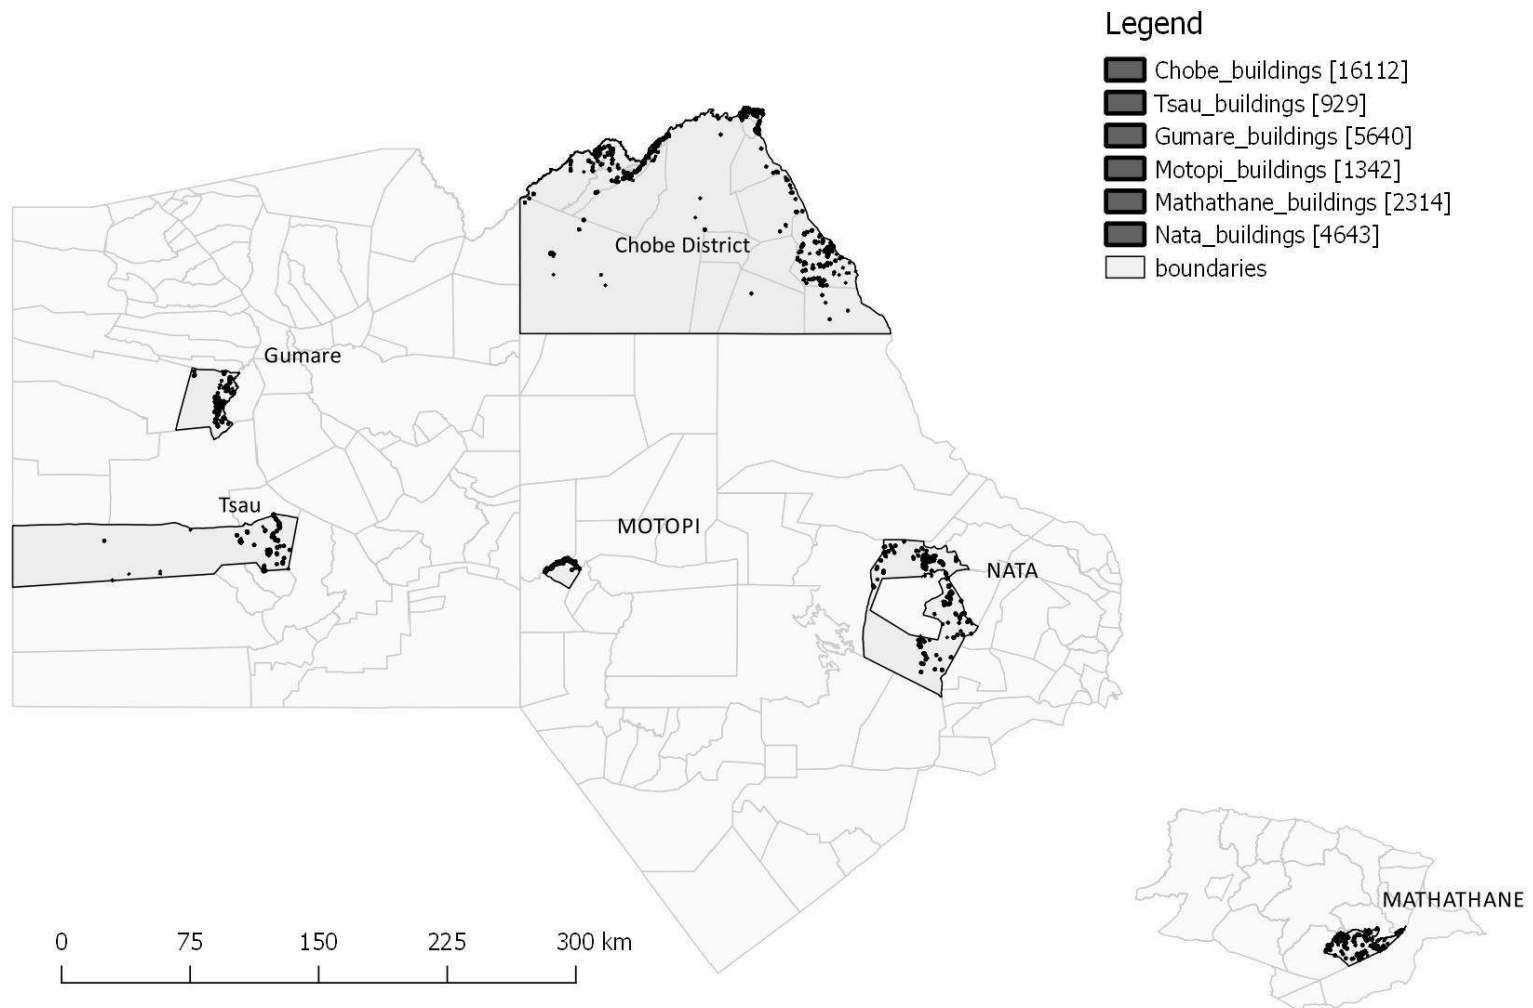 Legend
Chobe_buildings [16112]
Tsau_buildings [929]
Gumare_buildings [5640]
Motopi_buildings [1342]
Mathathane_buildings [2314]
Nata_buildings [4643]
boundaries
Chobe District
Gumare
Tsau
MOTOPI
NATA
MATHATHANE
0 75 150 225 300 km